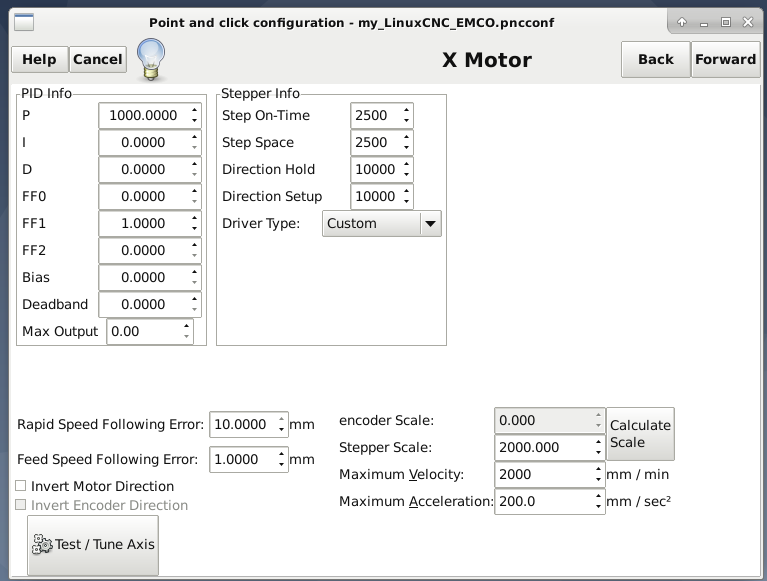 Point and click configuration - my_LinuxCNC_EMCO.pncconf
Help Cancel X Motor Back Forward
PID Info
P 1000.0000
I 0.0000
D 0.0000
FF0 0.0000
FF1 1.0000
FF2 0.0000
Bias 0.0000
Deadband 0.0000
Max Output 0.00
Stepper Info
Step On-Time 2500
Step Space 2500
Direction Hold 10000
Direction Setup 10000
Driver Type: Custom
Rapid Speed Following Error: 10.0000 mm
Feed Speed Following Error: 1.0000 mm
Invert Motor Direction
Invert Encoder Direction
Test / Tune Axis
encoder Scale: 0.000
Stepper Scale: 2000.000
Calculate
Scale
Maximum Velocity: 2000 mm / min
Maximum Acceleration: 200.0 mm / sec²